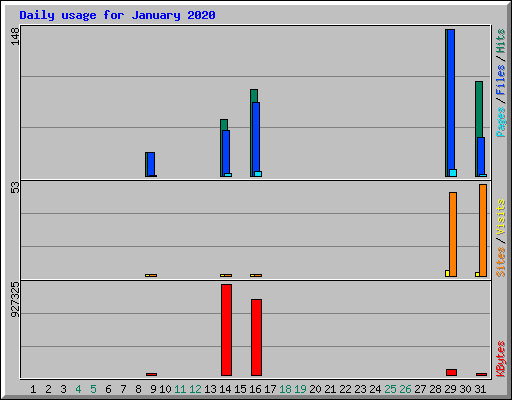 Daily usage for January 2020
148
Pages/Files/Hits
53
Sites/Visits
927325
KBytes
1 2 3 4 5 6 7 8 9 10 11 12 13 14 15 16 17 18 19 20 21 22 23 24 25 26 27 28 29 30 31